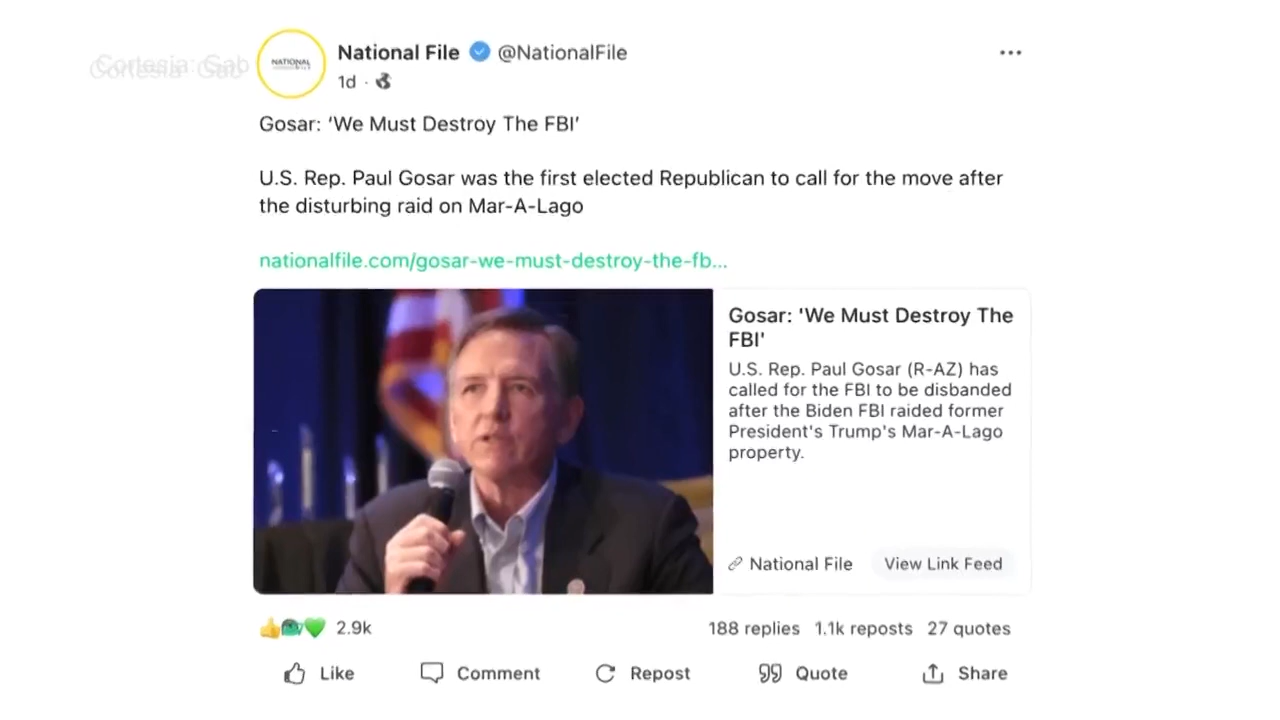 Cortesia: Gab
NATIONAL
National File @NationalFile
1d ·
Gosar: ‘We Must Destroy The FBI’
U.S. Rep. Paul Gosar was the first elected Republican to call for the move after
the disturbing raid on Mar-A-Lago
nationalfile.com/gosar-we-must-destroy-the-fb...
Gosar: 'We Must Destroy The
FBI'
U.S. Rep. Paul Gosar (R-AZ) has
called for the FBI to be disbanded
after the Biden FBI raided former
President's Trump's Mar-A-Lago
property.
National File View Link Feed
2.9k 188 replies 1.1k reposts 27 quotes
Like Comment Repost Quote Share